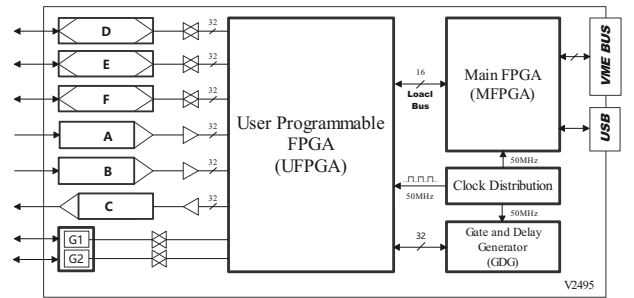 D
32
E
32
F
32
A
32
B
32
C
32
G1
G2
User Programmable
FPGA
(UFPGA)
16
Loacl
Bus
Main FPGA
(MFPGA)
VME BUS
USB
50MHz
50MHz
Clock Distribution
50MHz
32
Gate and Delay
Generator
(GDG)
V2495